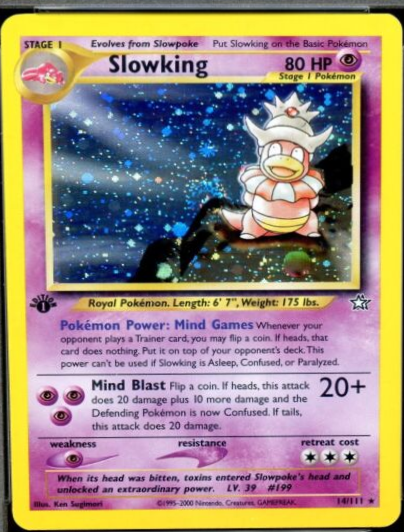 STAGE 1 Evolves from Slowpoke Put Slowking on the Basic Pokémon
Slowking 80 HP
Stage 1 Pokémon
EDITION
1
Royal Pokémon. Length: 6' 7", Weight: 175 lbs.
Pokémon Power: Mind Games Whenever your
opponent plays a Trainer card, you may flip a coin. If heads, that
card does nothing. Put it on top of your opponent's deck. This
power can't be used if Slowking is Asleep, Confused, or Paralyzed.
Mind Blast Flip a coin. If heads, this attack 20+
does 20 damage plus 10 more damage and the
Defending Pokémon is now Confused. If tails,
this attack does 20 damage.
weakness resistance retreat cost
When its head was bitten, toxins entered Slowpoke's head and
unlocked an extraordinary power. LV. 39 #199
Illus. Ken Sugimori ©1995-2000 Nintendo, Creatures, GAMEFREAK. 14/111 ★